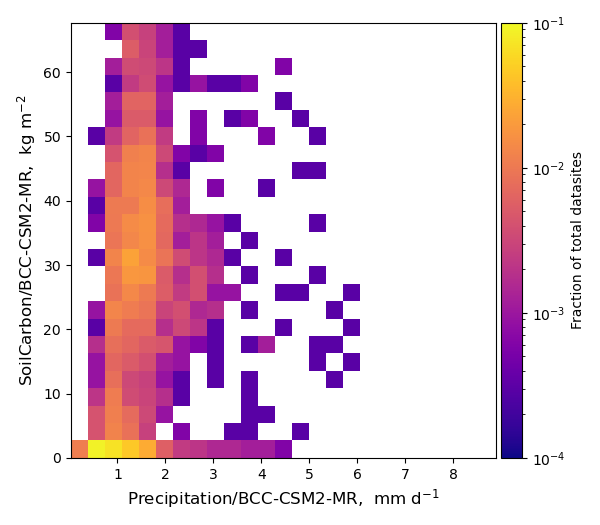 SoilCarbon/BCC-CSM2-MR, kg m⁻²
60
50
40
30
20
10
0
1 2 3 4 5 6 7 8
Precipitation/BCC-CSM2-MR, mm d⁻¹
10⁻¹
10⁻²
10⁻³
10⁻⁴
Fraction of total datasites